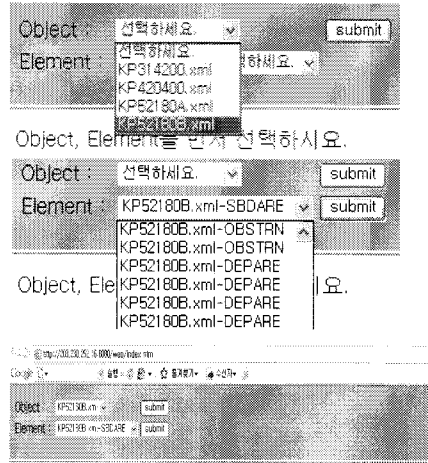 Object : 선택하세요. submit
선택하세요.
Element : 택하세요.
KP314200.xml
KP420400.xml
KP52180A.xml
KP52180B.xml
Object, Element를 먼저 선택하시요.
Object : 선택하세요. submit
Element : KP52180B.xml-SBDARE submit
KP52180B.xml-OBSTRN
KP52180B.xml-DEPARE
KP52180B.xml-DEPARE
KP52180B.xml-DEPARE
KP52180B.xml-DEPARE
Object, Ele 요.
Object : KP52180B.xm submit
Element : KP52180B.xml-SBDARE submit